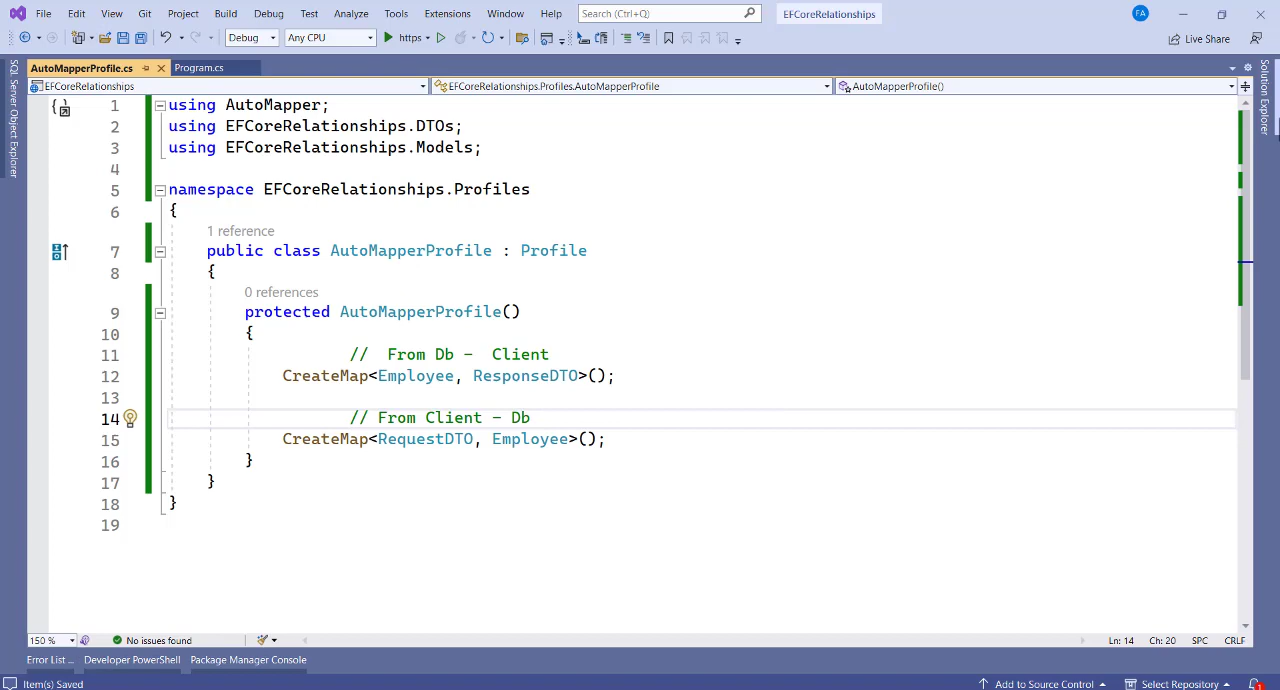 File Edit View Git Project Build Debug Test Analyze Tools Extensions Window Help Search (Ctrl+Q) EFCoreRelationships FA
Debug Any CPU https Live Share
AutoMapperProfile.cs Program.cs
EFCoreRelationships EFCoreRelationships.Profiles.AutoMapperProfile AutoMapperProfile()
SQL Server Object Explorer
Solution Explorer
1 using AutoMapper;
2 using EFCoreRelationships.DTOs;
3 using EFCoreRelationships.Models;
4
5 namespace EFCoreRelationships.Profiles
6 {
1 reference
7 public class AutoMapperProfile : Profile
8 {
0 references
9 protected AutoMapperProfile()
10 {
11 // From Db - Client
12 CreateMap<Employee, ResponseDTO>();
13
14 // From Client - Db
15 CreateMap<RequestDTO, Employee>();
16 }
17 }
18 }
19
150 % No issues found Ln: 14 Ch: 20 SPC CRLF
Error List ... Developer PowerShell Package Manager Console
Item(s) Saved Add to Source Control Select Repository 1